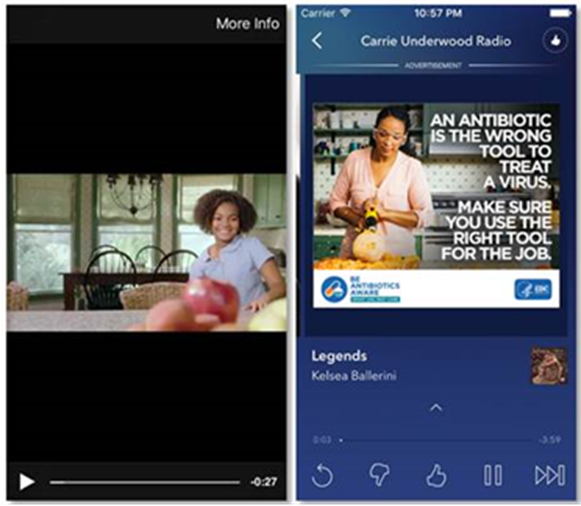 More Info
-0:27
Carrier
10:57 PM
Carrie Underwood Radio
ADVERTISEMENT
AN ANTIBIOTIC
IS THE WRONG
TOOL TO
TREAT
A VIRUS.
MAKE SURE
YOU USE THE
RIGHT TOOL
FOR THE JOB.
BE
ANTIBIOTICS
AWARE
CDC
Legends
Kelsea Ballerini
0:03
-3:59